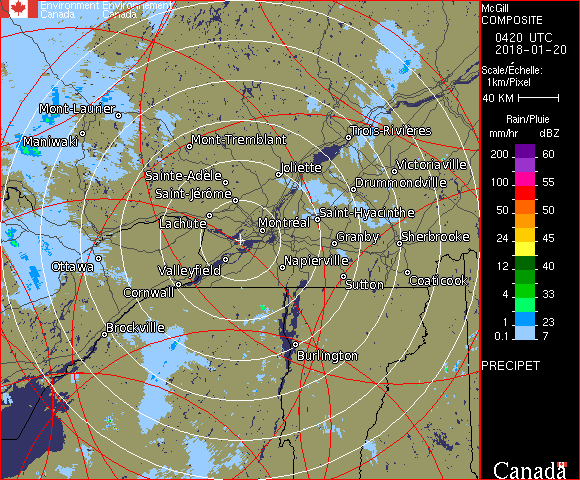 Environment Environnement
Canada Canada
McGill
COMPOSITE
0420 UTC
2018-01-20
Scale/Échelle:
1km/Pixel
40 KM
Rain/Pluie
mm/hr dBZ
200 60
100 55
50 50
24 45
12 40
4 33
1 23
0.1 7
PRECIPET
Canada
Mont-Laurier
Maniwaki
Mont-Tremblant
Trois-Rivières
Sainte-Adèle
Joliette
Victoriaville
Saint-Jérôme
Drummondville
Lachute
Montréal
Saint-Hyacinthe
Granby
Sherbrooke
Ottawa
Valleyfield
Napierville
Cornwall
Sutton
Coaticook
Brockville
Burlington